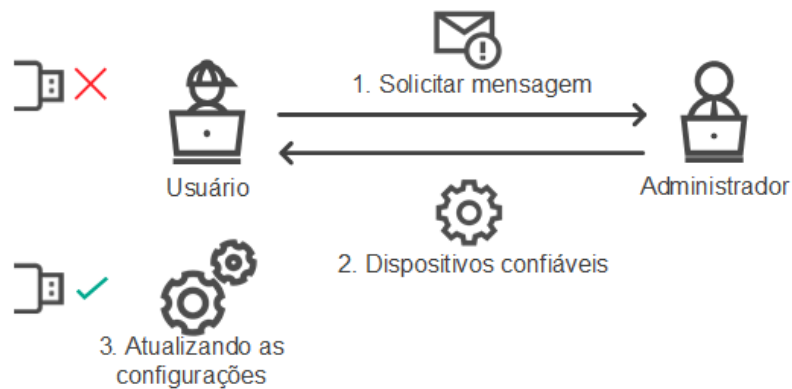 1. Solicitar mensagem
Usuário
Administrador
2. Dispositivos confiáveis
3. Atualizando as
configurações